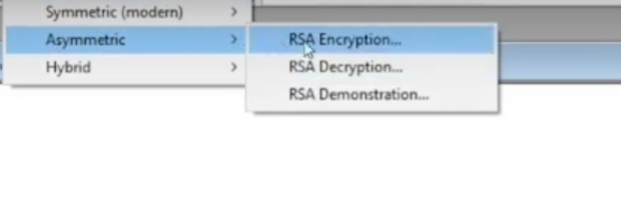 Symmetric (modern) >
Asymmetric > RSA Encryption...
Hybrid > RSA Decryption...
RSA Demonstration...